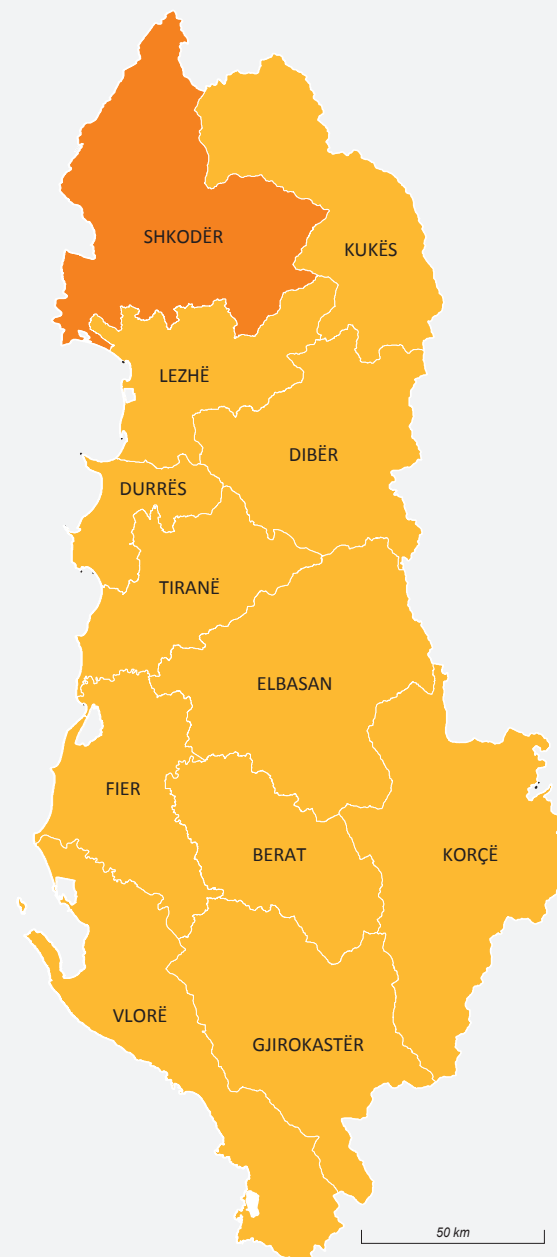 SHKODËR
KUKËS
LEZHË
DIBËR
DURRËS
TIRANË
ELBASAN
FIER
BERAT
KORÇË
VLORË
GJIROKASTËR
50 km